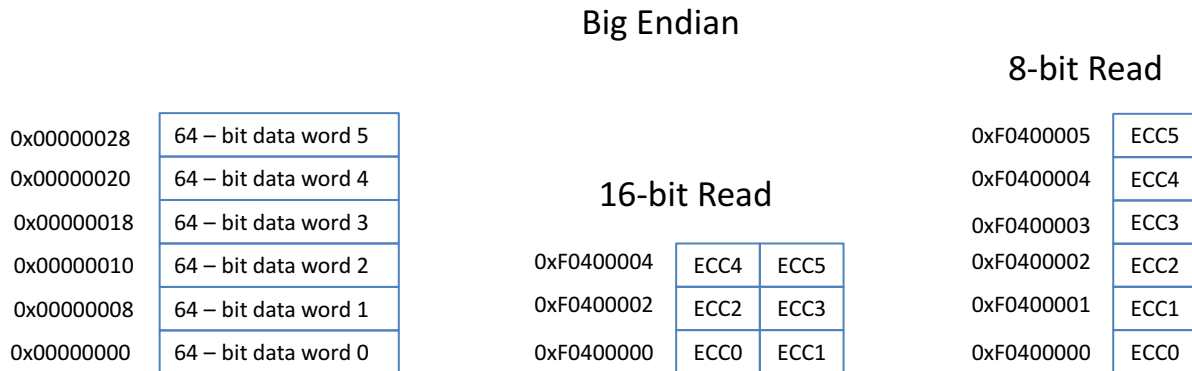 Big Endian
8-bit Read
0x00000028 64 – bit data word 5 0xF0400005 ECC5
0x00000020 64 – bit data word 4 0xF0400004 ECC4
16-bit Read
0x00000018 64 – bit data word 3 0xF0400003 ECC3
0x00000010 64 – bit data word 2 0xF0400004 ECC4 ECC5 0xF0400002 ECC2
0x00000008 64 – bit data word 1 0xF0400002 ECC2 ECC3 0xF0400001 ECC1
0x00000000 64 – bit data word 0 0xF0400000 ECC0 ECC1 0xF0400000 ECC0